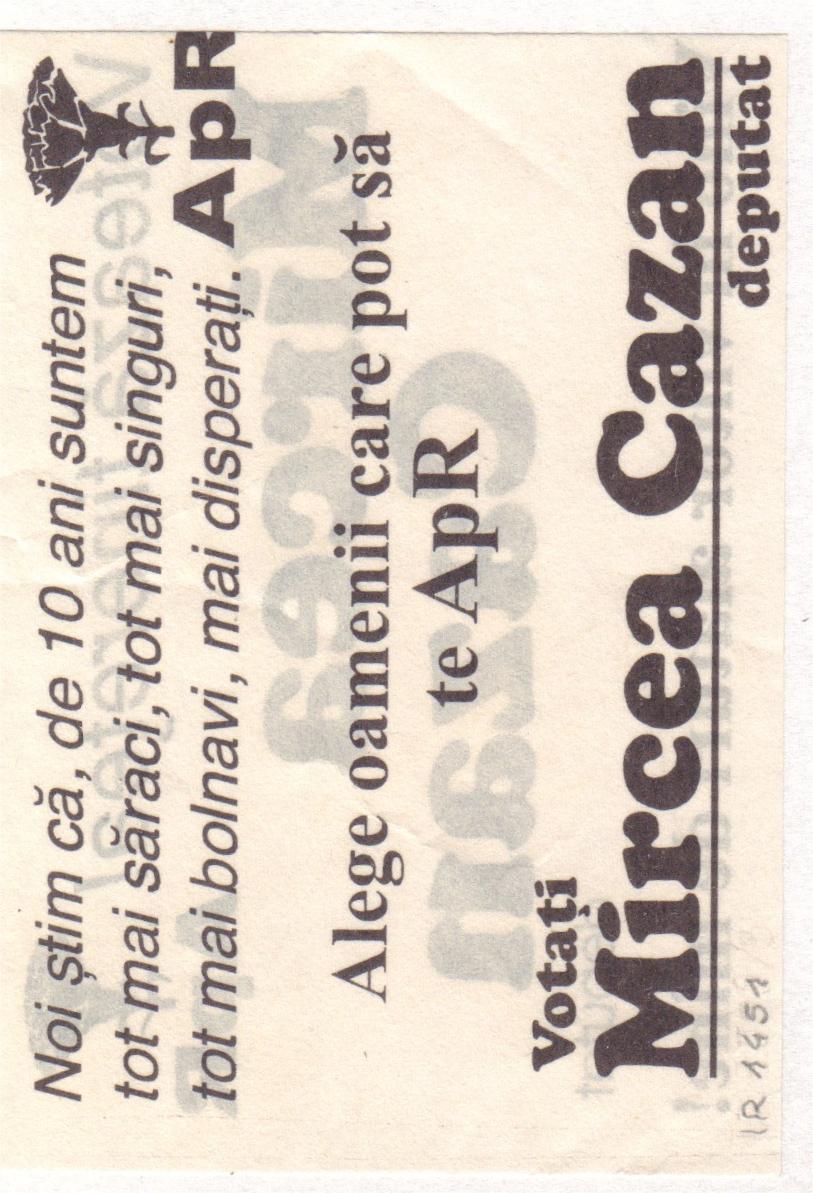 Noi știm că, de 10 ani suntem
tot mai săraci, tot mai singuri,
tot mai bolnavi, mai disperați.
ApR
Alege oamenii care pot să
te ApR
Votați
Mircea Cazan
deputat
IR 1451